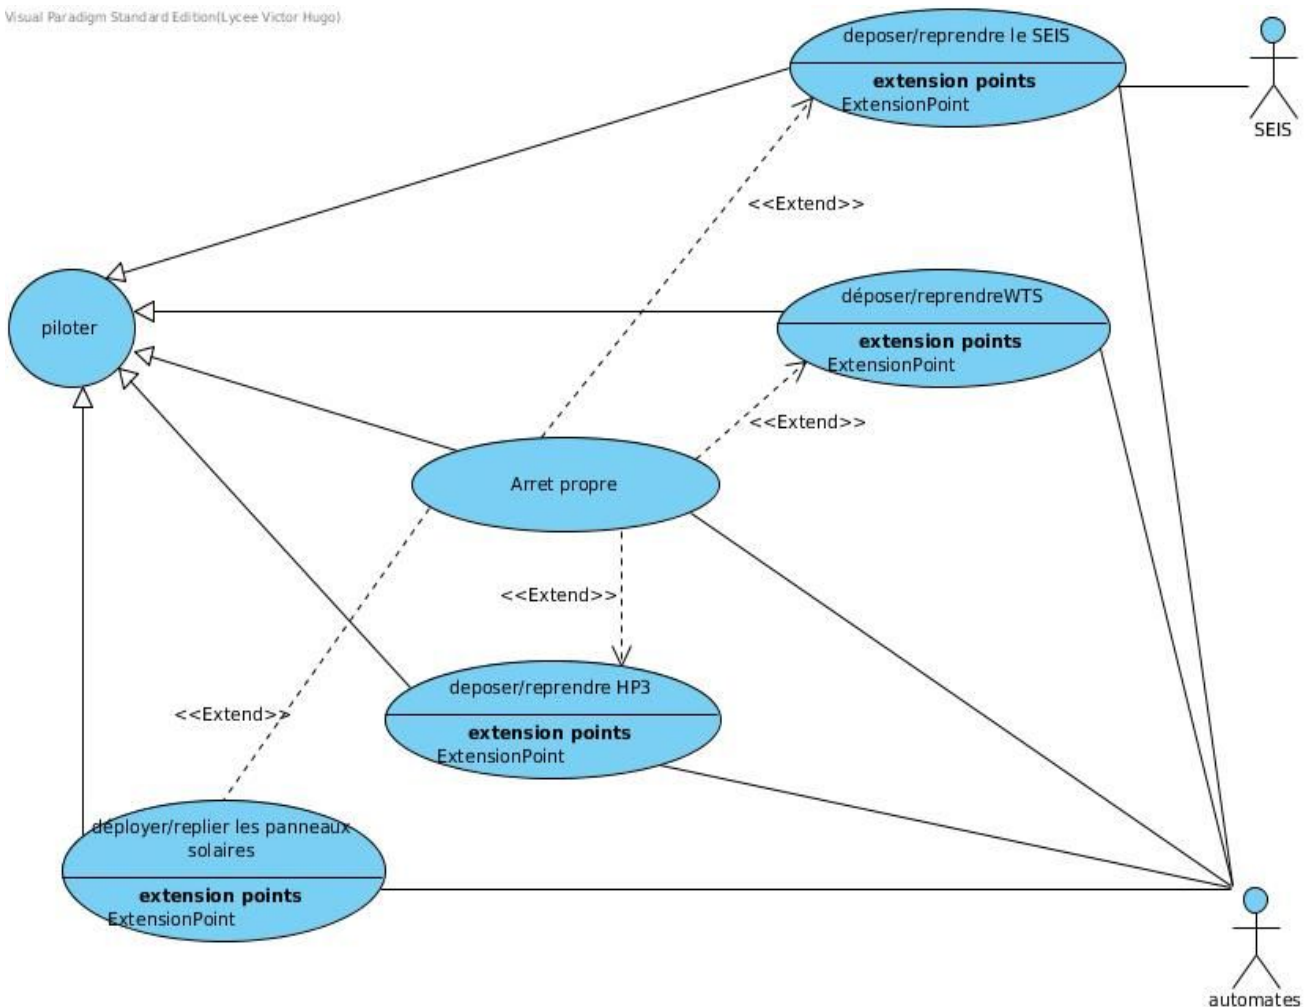 Visual Paradigm Standard Edition(Lycee Victor Hugo)
deposer/reprendre le SEIS
extension points
ExtensionPoint
SEIS
<<Extend>>
déposer/reprendreWTS
extension points
ExtensionPoint
piloter
<<Extend>>
Arret propre
<<Extend>>
deposer/reprendre HP3
extension points
ExtensionPoint
<<Extend>>
déployer/replier les panneaux
solaires
extension points
ExtensionPoint
automates